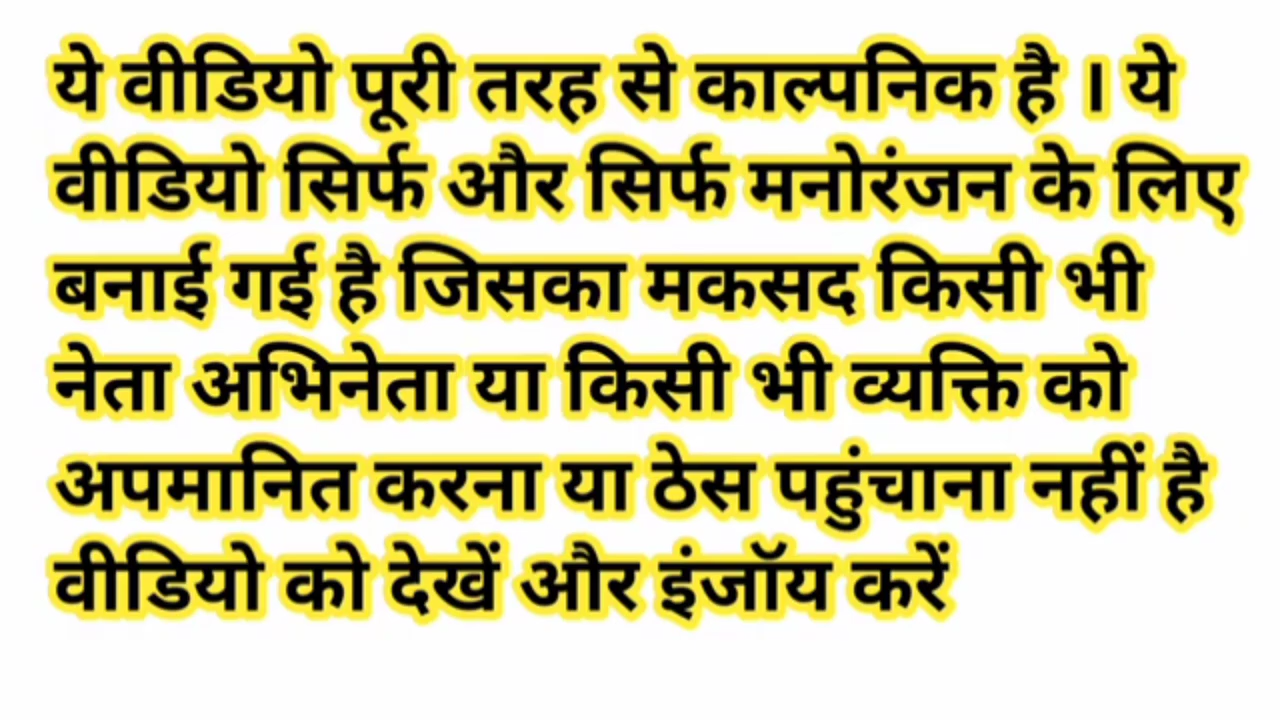 ये वीडियो पूरी तरह से काल्पनिक है । ये
वीडियो सिर्फ और सिर्फ मनोरंजन के लिए
बनाई गई है जिसका मकसद किसी भी
नेता अभिनेता या किसी भी व्यक्ति को
अपमानित करना या ठेस पहुंचाना नहीं है
वीडियो को देखें और इंजॉय करें